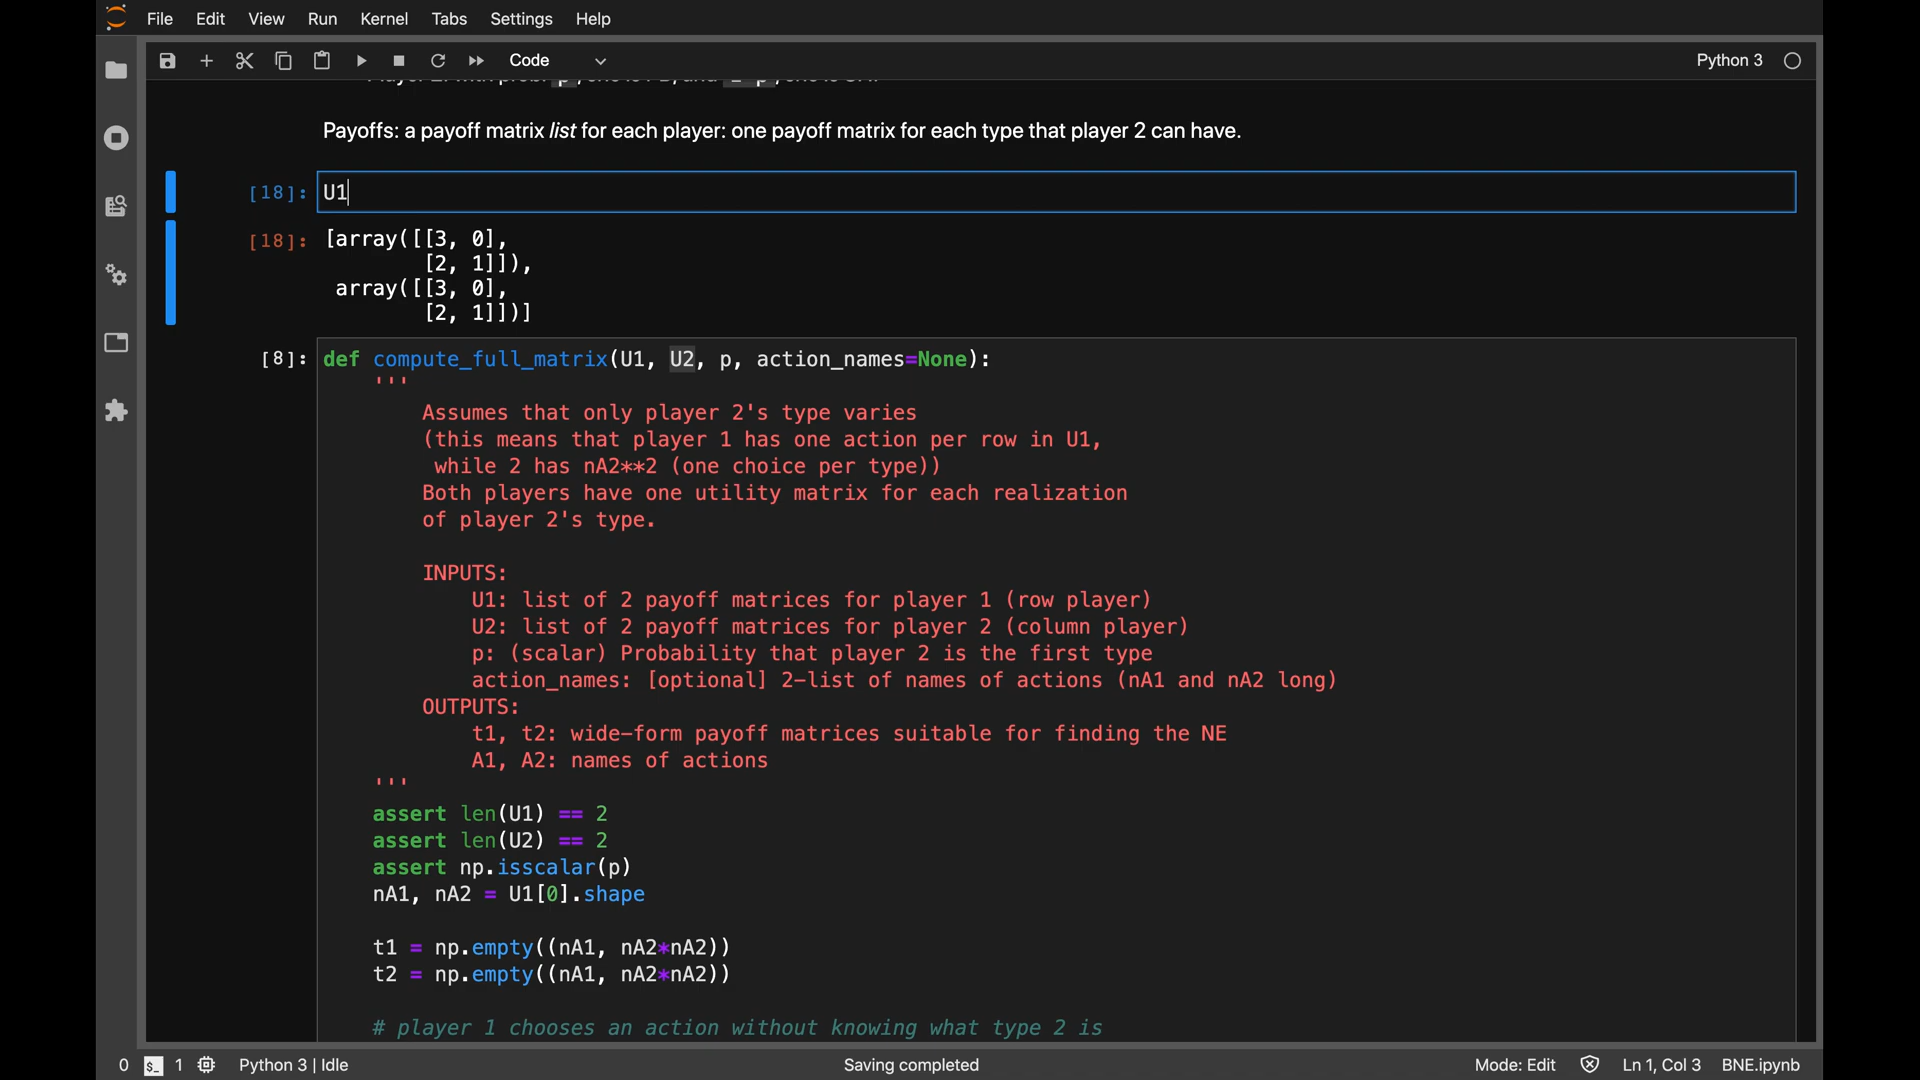 File Edit View Run Kernel Tabs Settings Help
Code Python 3
Payoffs: a payoff matrix list for each player: one payoff matrix for each type that player 2 can have.
[18]: U1
[18]: [array([[3, 0],
[2, 1]]),
array([[3, 0],
[2, 1]])]
[8]: def compute_full_matrix(U1, U2, p, action_names=None):
'''
Assumes that only player 2's type varies
(this means that player 1 has one action per row in U1,
while 2 has nA2**2 (one choice per type))
Both players have one utility matrix for each realization
of player 2's type.
INPUTS:
U1: list of 2 payoff matrices for player 1 (row player)
U2: list of 2 payoff matrices for player 2 (column player)
p: (scalar) Probability that player 2 is the first type
action_names: [optional] 2-list of names of actions (nA1 and nA2 long)
OUTPUTS:
t1, t2: wide-form payoff matrices suitable for finding the NE
A1, A2: names of actions
'''
assert len(U1) == 2
assert len(U2) == 2
assert np.isscalar(p)
nA1, nA2 = U1[0].shape
t1 = np.empty((nA1, nA2*nA2))
t2 = np.empty((nA1, nA2*nA2))
# player 1 chooses an action without knowing what type 2 is
0 $_ 1 Python 3 | Idle Saving completed Mode: Edit Ln 1, Col 3 BNE.ipynb